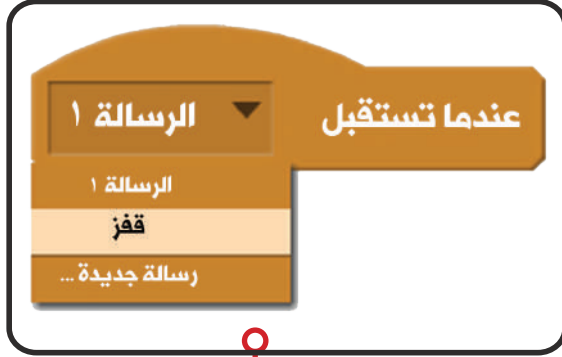 عندما تستقبل الرسالة ١
الرسالة ١
قفز
رسالة جديدة ...